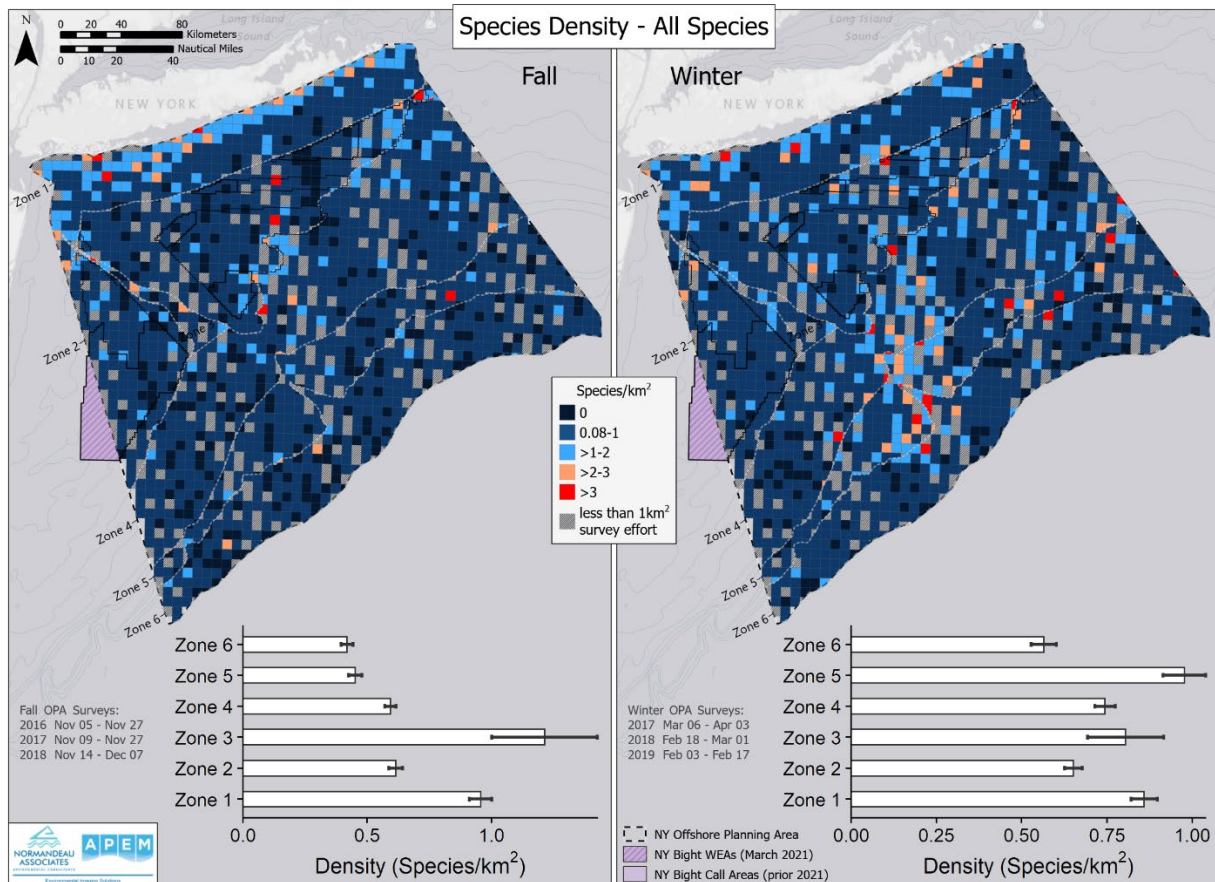 Species Density - All Species
N
0 20 40 80
Kilometers
Nautical Miles
0 10 20 40
Long Island
Sound
Fall
NEW YORK
Zone 1
Zone 2
Zone 3
Zone 4
Zone 5
Zone 6
Long Island
Sound
Winter
NEW YORK
Zone 1
Zone 2
Zone 3
Zone 4
Zone 5
Zone 6
Species/km²
0
0.08-1
>1-2
>2-3
>3
less than 1km²
survey effort
Fall OPA Surveys:
2016 Nov 05 - Nov 27
2017 Nov 09 - Nov 27
2018 Nov 14 - Dec 07
Zone 6
Zone 5
Zone 4
Zone 3
Zone 2
Zone 1
0.0 0.5 1.0
Density (Species/km²)
Winter OPA Surveys:
2017 Mar 06 - Apr 03
2018 Feb 18 - Mar 01
2019 Feb 03 - Feb 17
Zone 6
Zone 5
Zone 4
Zone 3
Zone 2
Zone 1
0.00 0.25 0.50 0.75 1.00
Density (Species/km²)
NORMANDEAU
ASSOCIATES
ENVIRONMENTAL CONSULTANTS
APEM
NY Offshore Planning Area
NY Bight WEAs (March 2021)
NY Bight Call Areas (prior 2021)